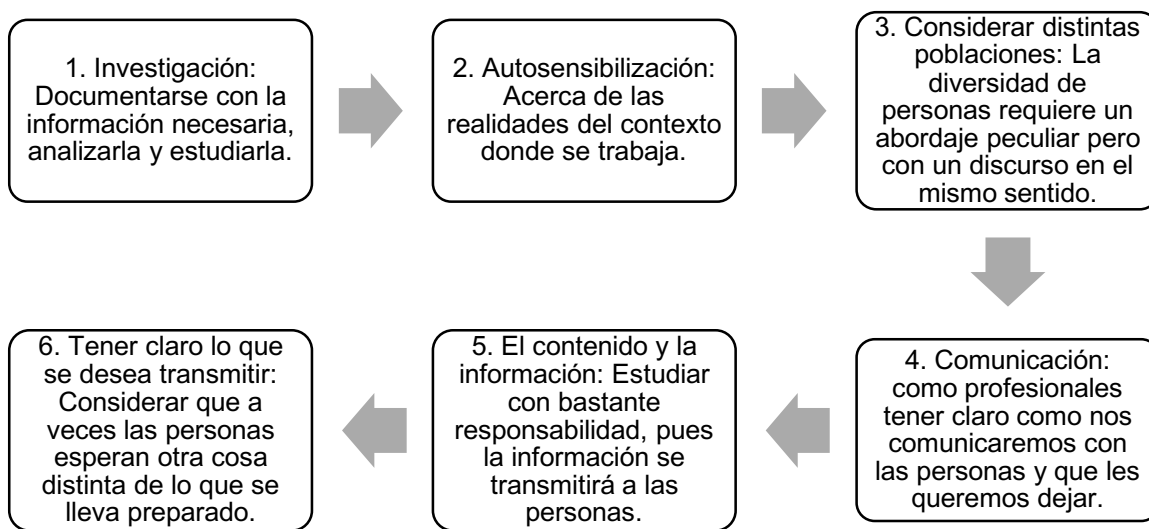 1. Investigación:
Documentarse con la
información necesaria,
analizarla y estudiarla.
2. Autosensibilización:
Acerca de las
realidades del contexto
donde se trabaja.
3. Considerar distintas
poblaciones: La
diversidad de
personas requiere un
abordaje peculiar pero
con un discurso en el
mismo sentido.
4. Comunicación:
como profesionales
tener claro como nos
comunicaremos con
las personas y que les
queremos dejar.
5. El contenido y la
información: Estudiar
con bastante
responsabilidad, pues
la información se
transmitirá a las
personas.
6. Tener claro lo que
se desea transmitir:
Considerar que a
veces las personas
esperan otra cosa
distinta de lo que se
lleva preparado.